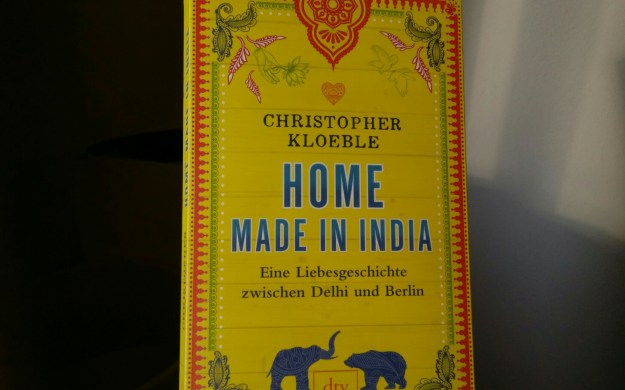 CHRISTOPHER
KLOEBLE
HOME
MADE IN INDIA
Eine Liebesgeschichte
zwischen Delhi und Berlin
dtv